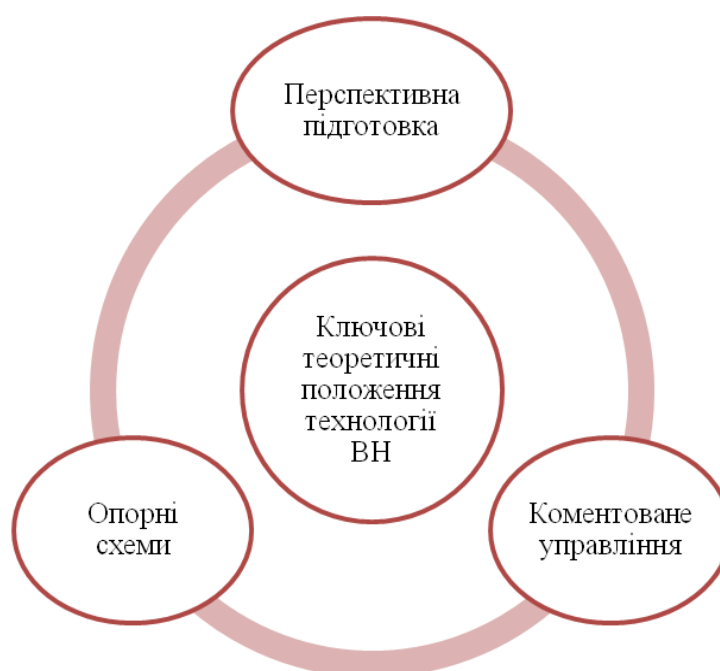 Перспективна
підготовка
Ключові
теоретичні
положення
технології
ВН
Опорні
схеми
Коментоване
управління